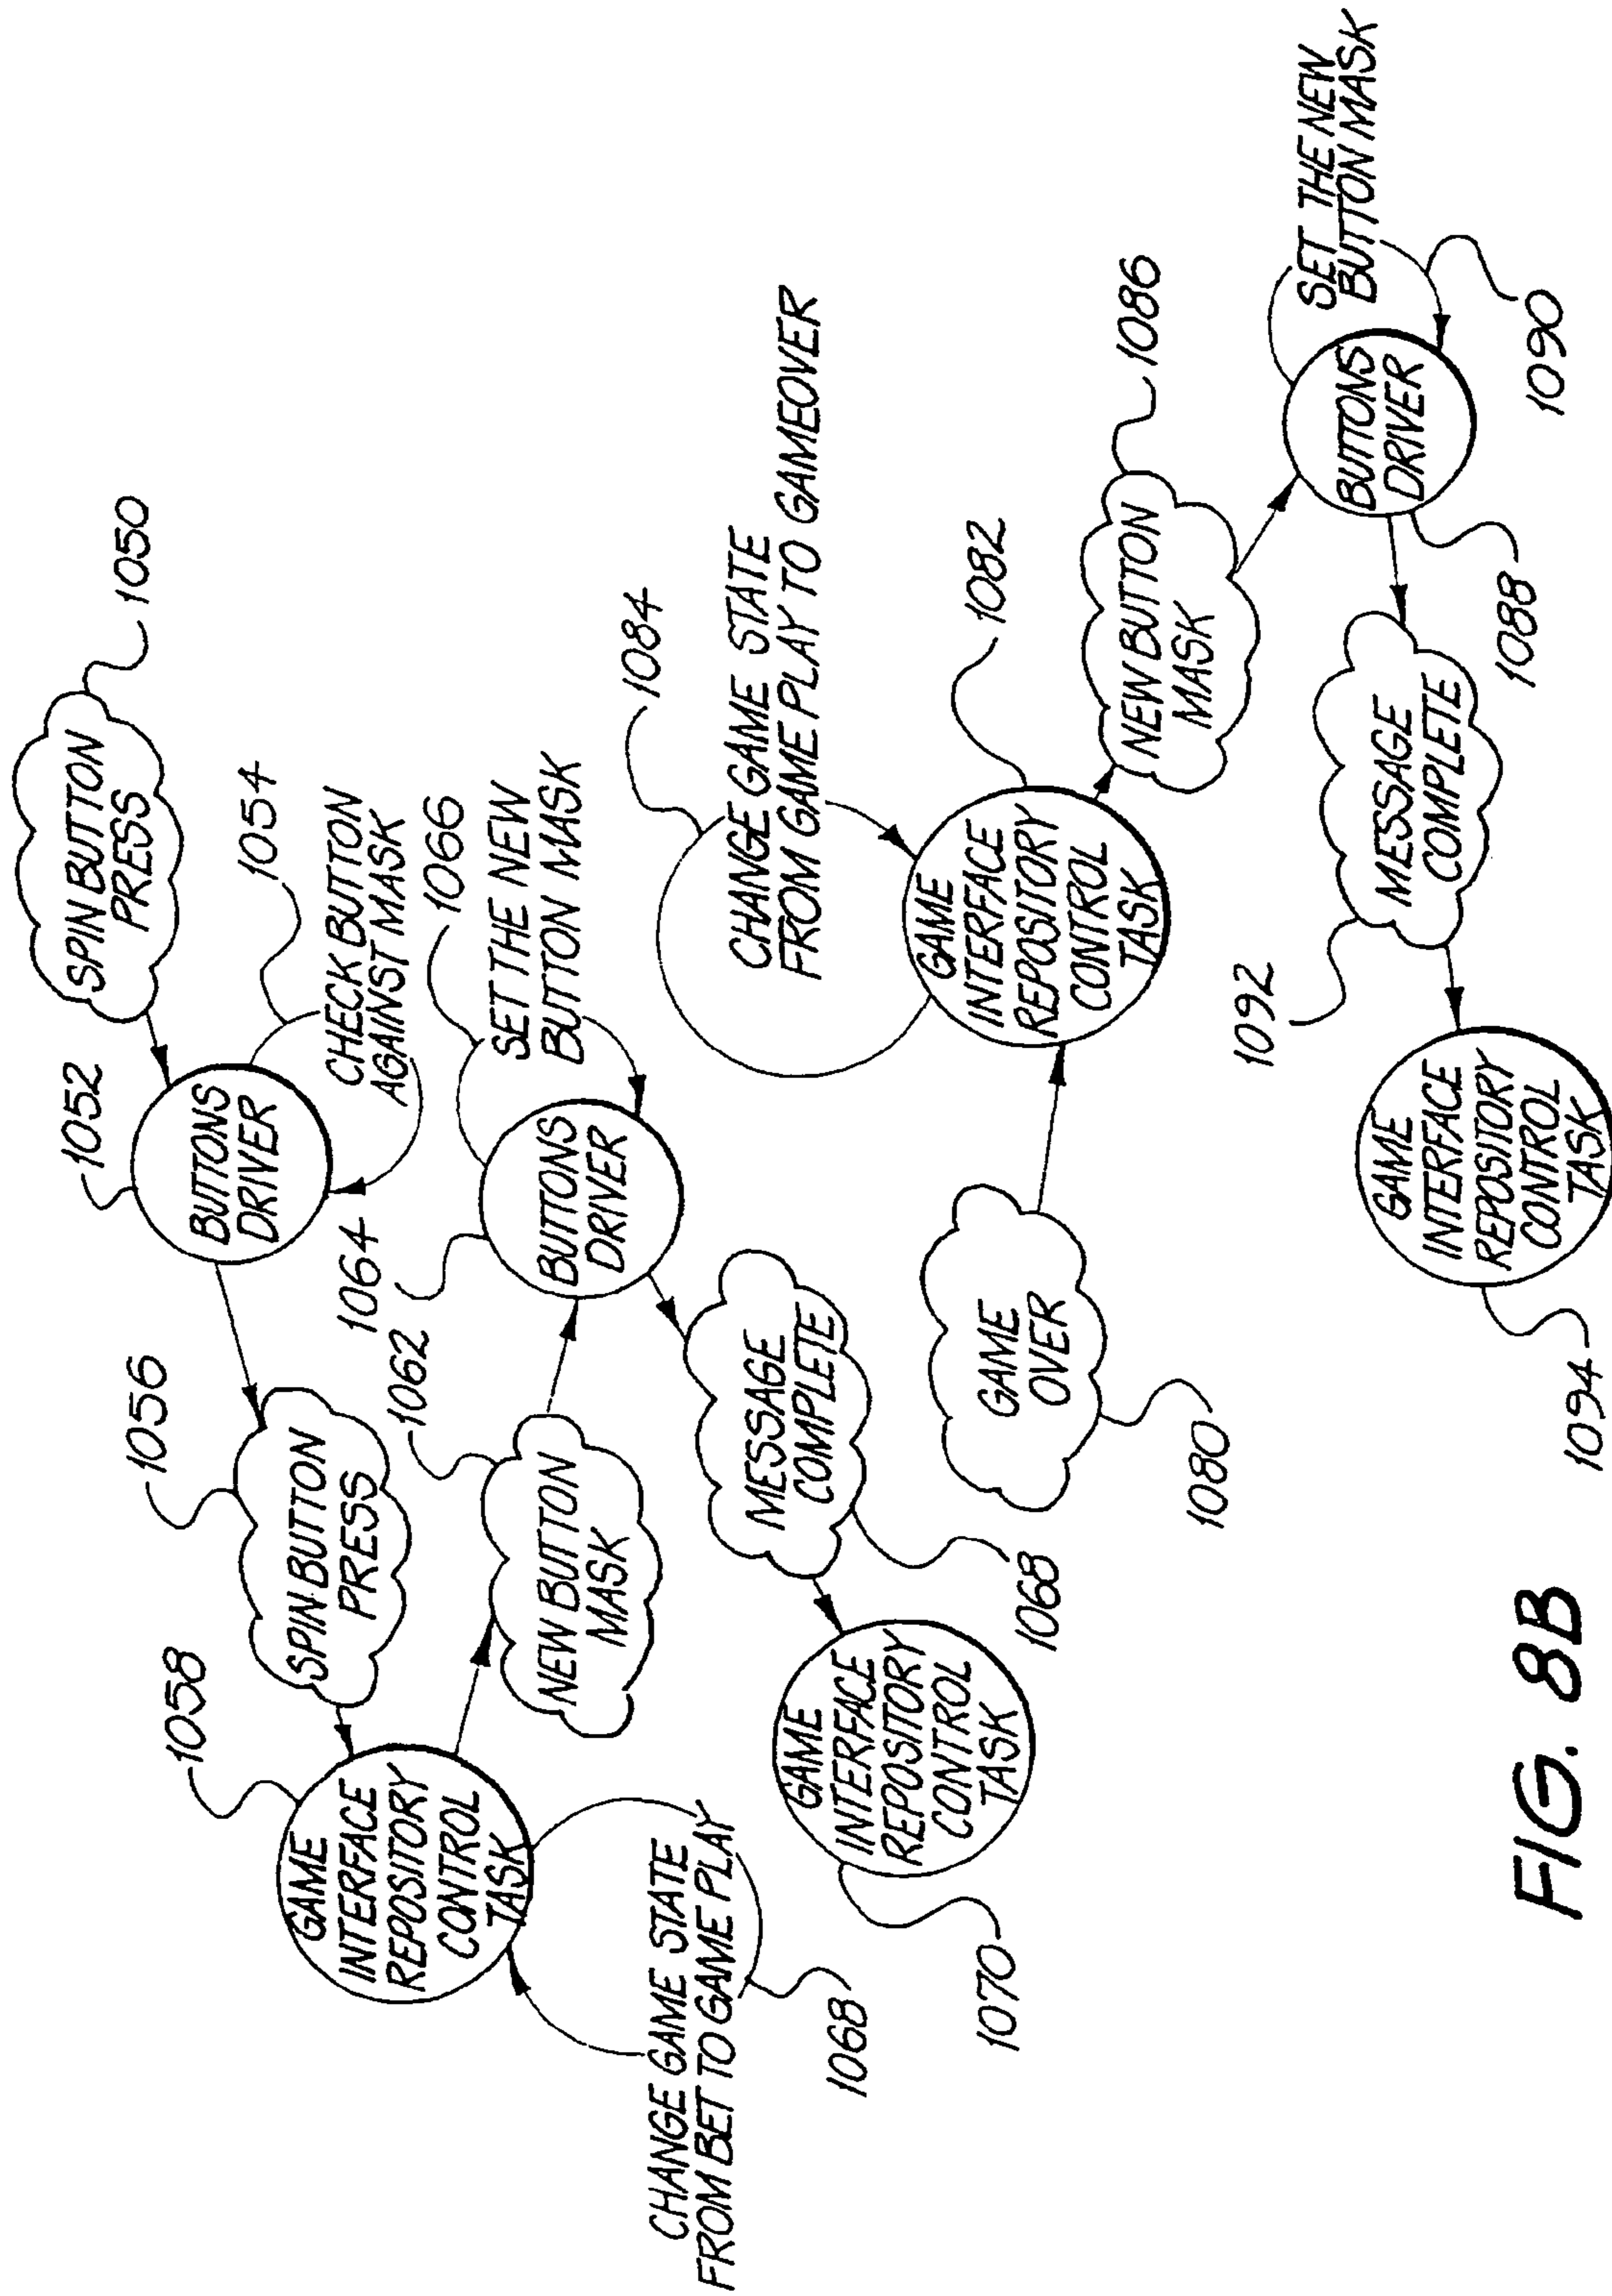 SPIN BUTTON
PRESS
1050
1052
BUTTONS
DRIVER
1054
CHECK BUTTON
AGAINST MASK
1056
SPIN BUTTON
PRESS
1058
GAME
INTERFACE
REPOSITORY
CONTROL
TASK
CHANGE GAME STATE
FROM BET TO GAME PLAY
1068
1062
NEW BUTTON
MASK
1064
BUTTONS
DRIVER
1066
SET THE NEW
BUTTON MASK
MESSAGE
COMPLETE
1068
GAME
INTERFACE
REPOSITORY
CONTROL
TASK
1070
GAME
OVER
1080
1084
CHANGE GAME STATE
FROM GAME PLAY TO GAMEOVER
GAME
INTERFACE
REPOSITORY
CONTROL
TASK
1082
NEW BUTTON
MASK
1086
BUTTONS
DRIVER
1088
SET THE NEW
BUTTON MASK
1090
MESSAGE
COMPLETE
1092
GAME
INTERFACE
REPOSITORY
CONTROL
TASK
1094
FIG. 8B